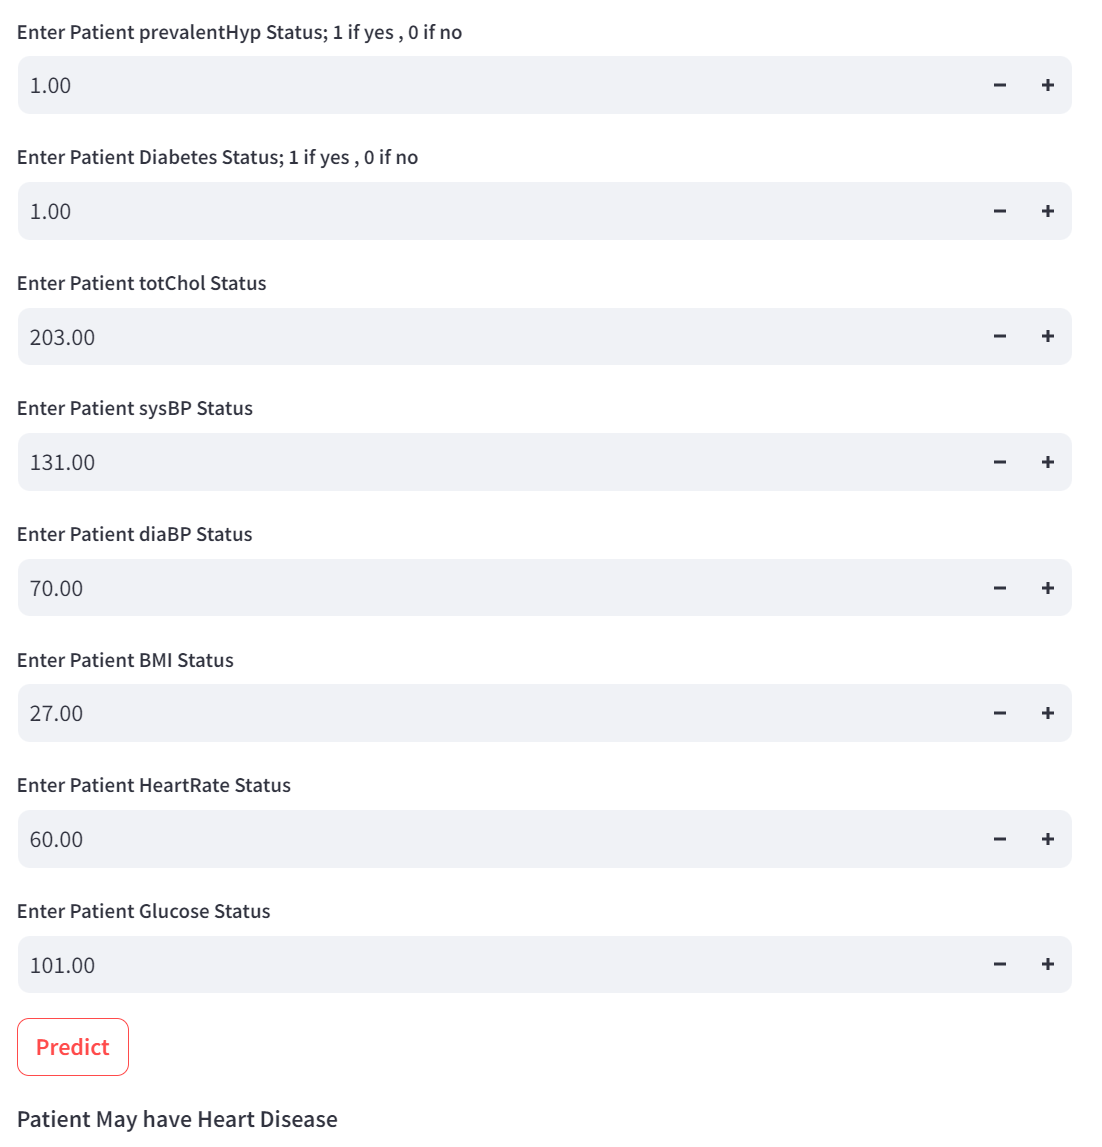 Enter Patient prevalentHyp Status; 1 if yes , 0 if no
1.00
Enter Patient Diabetes Status; 1 if yes , 0 if no
1.00
Enter Patient totChol Status
203.00
Enter Patient sysBP Status
131.00
Enter Patient diaBP Status
70.00
Enter Patient BMI Status
27.00
Enter Patient HeartRate Status
60.00
Enter Patient Glucose Status
101.00
Predict
Patient May have Heart Disease